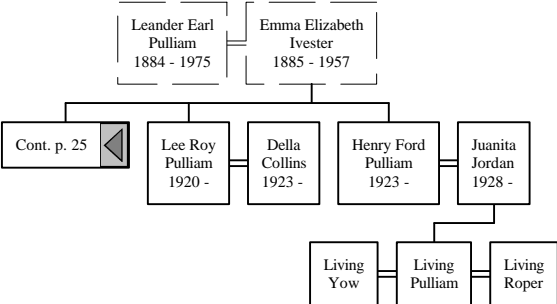 Leander Earl
Pulliam
1884 - 1975
Emma Elizabeth
Ivester
1885 - 1957
Cont. p. 25
Lee Roy
Pulliam
1920 -
Della
Collins
1923 -
Henry Ford
Pulliam
1923 -
Juanita
Jordan
1928 -
Living
Yow
Living
Pulliam
Living
Roper